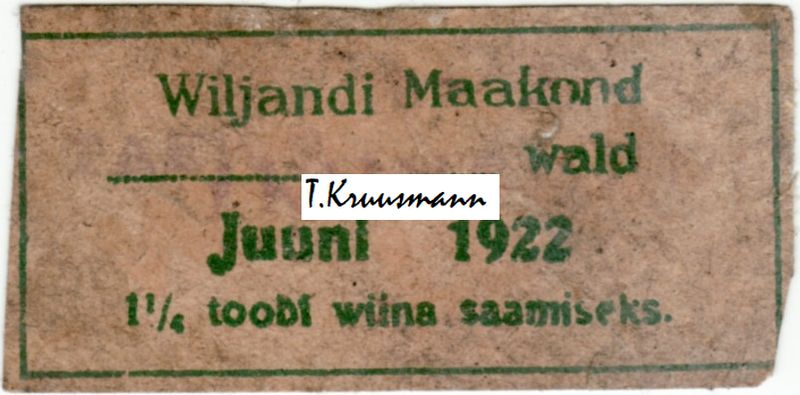 Wiljandi Maakond
wald
T.Kruusmann
Juuni 1922
1¼ toobi wiina saamiseks.